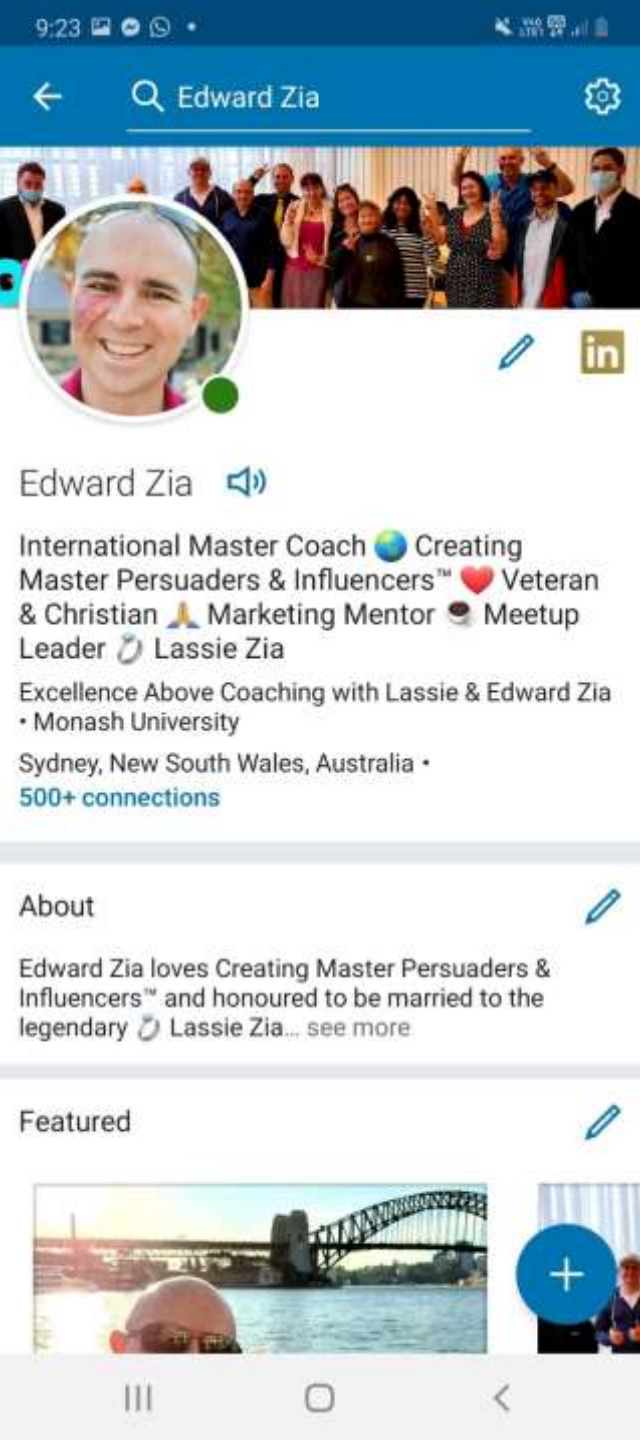 9:23
Edward Zia
in
Edward Zia
International Master Coach 🌏 Creating
Master Persuaders & Influencers™ ❤️ Veteran
& Christian 🙏 Marketing Mentor ☕ Meetup
Leader 💍 Lassie Zia
Excellence Above Coaching with Lassie & Edward Zia
• Monash University
Sydney, New South Wales, Australia •
500+ connections
About
Edward Zia loves Creating Master Persuaders &
Influencers™ and honoured to be married to the
legendary 💍 Lassie Zia... see more
Featured